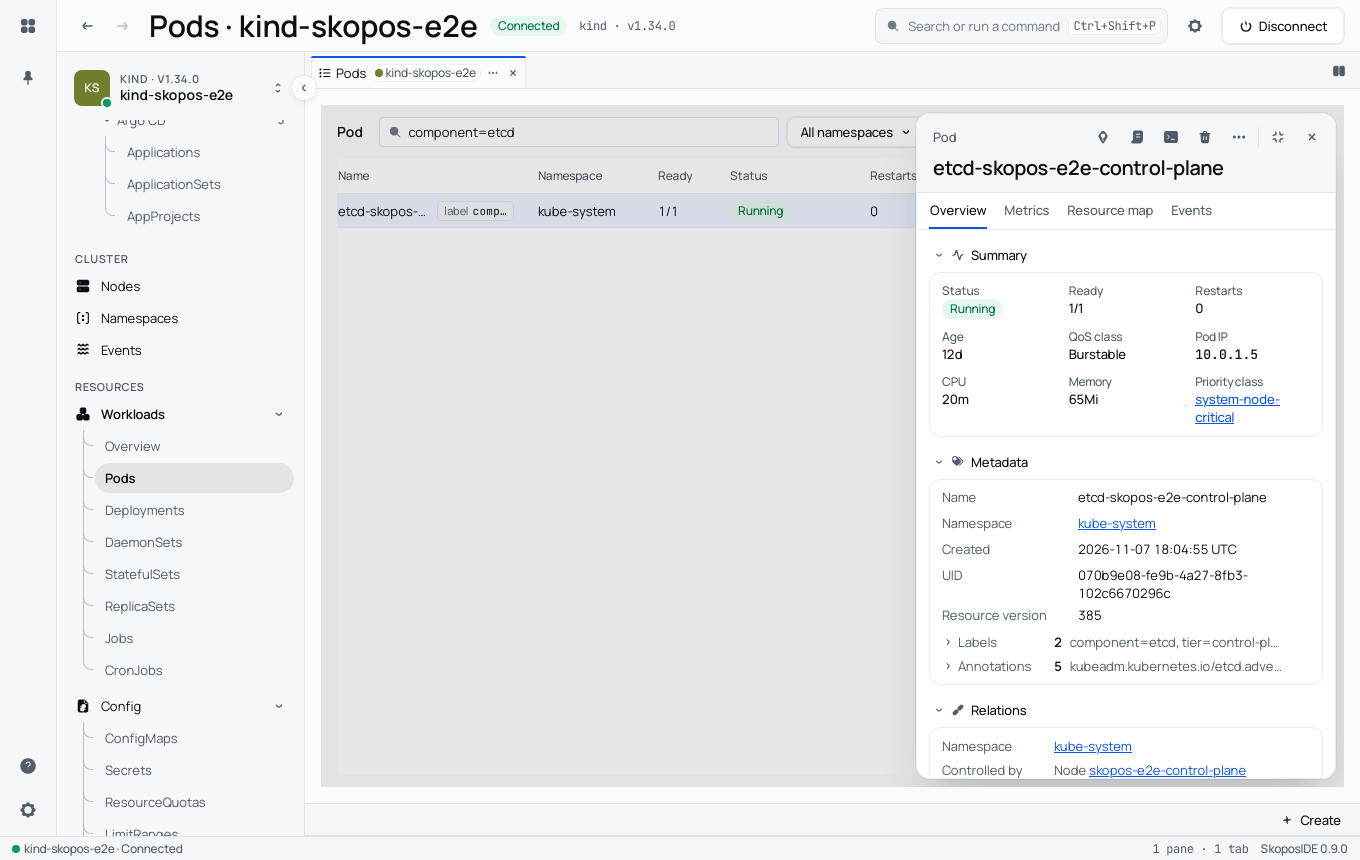 Pods · kind-skopos-e2e
Connected
kind · v1.34.0
Search or run a command
Ctrl+Shift+P
Disconnect
KS
KIND · V1.34.0
kind-skopos-e2e
Argo CD
Applications
ApplicationSets
AppProjects
CLUSTER
Nodes
Namespaces
Events
RESOURCES
Workloads
Overview
Pods
Deployments
DaemonSets
StatefulSets
ReplicaSets
Jobs
CronJobs
Config
ConfigMaps
Secrets
ResourceQuotas
LimitRanges
Pods
kind-skopos-e2e
Pod
component=etcd
All namespaces
Name Namespace Ready Status Restarts
etcd-skopos-... label comp... kube-system 1/1 Running 0
Pod
etcd-skopos-e2e-control-plane
Overview Metrics Resource map Events
Summary
Status Ready Restarts
Running 1/1 0
Age QoS class Pod IP
12d Burstable 10.0.1.5
CPU Memory Priority class
20m 65Mi system-node-
critical
Metadata
Name etcd-skopos-e2e-control-plane
Namespace kube-system
Created 2026-11-07 18:04:55 UTC
UID 070b9e08-fe9b-4a27-8fb3-
102c6670296c
Resource version 385
Labels 2 component=etcd, tier=control-pl...
Annotations 5 kubeadm.kubernetes.io/etcd.adve...
Relations
Namespace kube-system
Controlled by Node skopos-e2e-control-plane
+ Create
kind-skopos-e2e · Connected
1 pane · 1 tab SkoposIDE 0.9.0